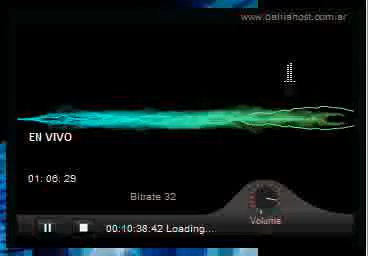 www.bahiahost.com.ar
EN VIVO
01: 06: 29
Bitrate 32
Volume
00:10:38:42 Loading...